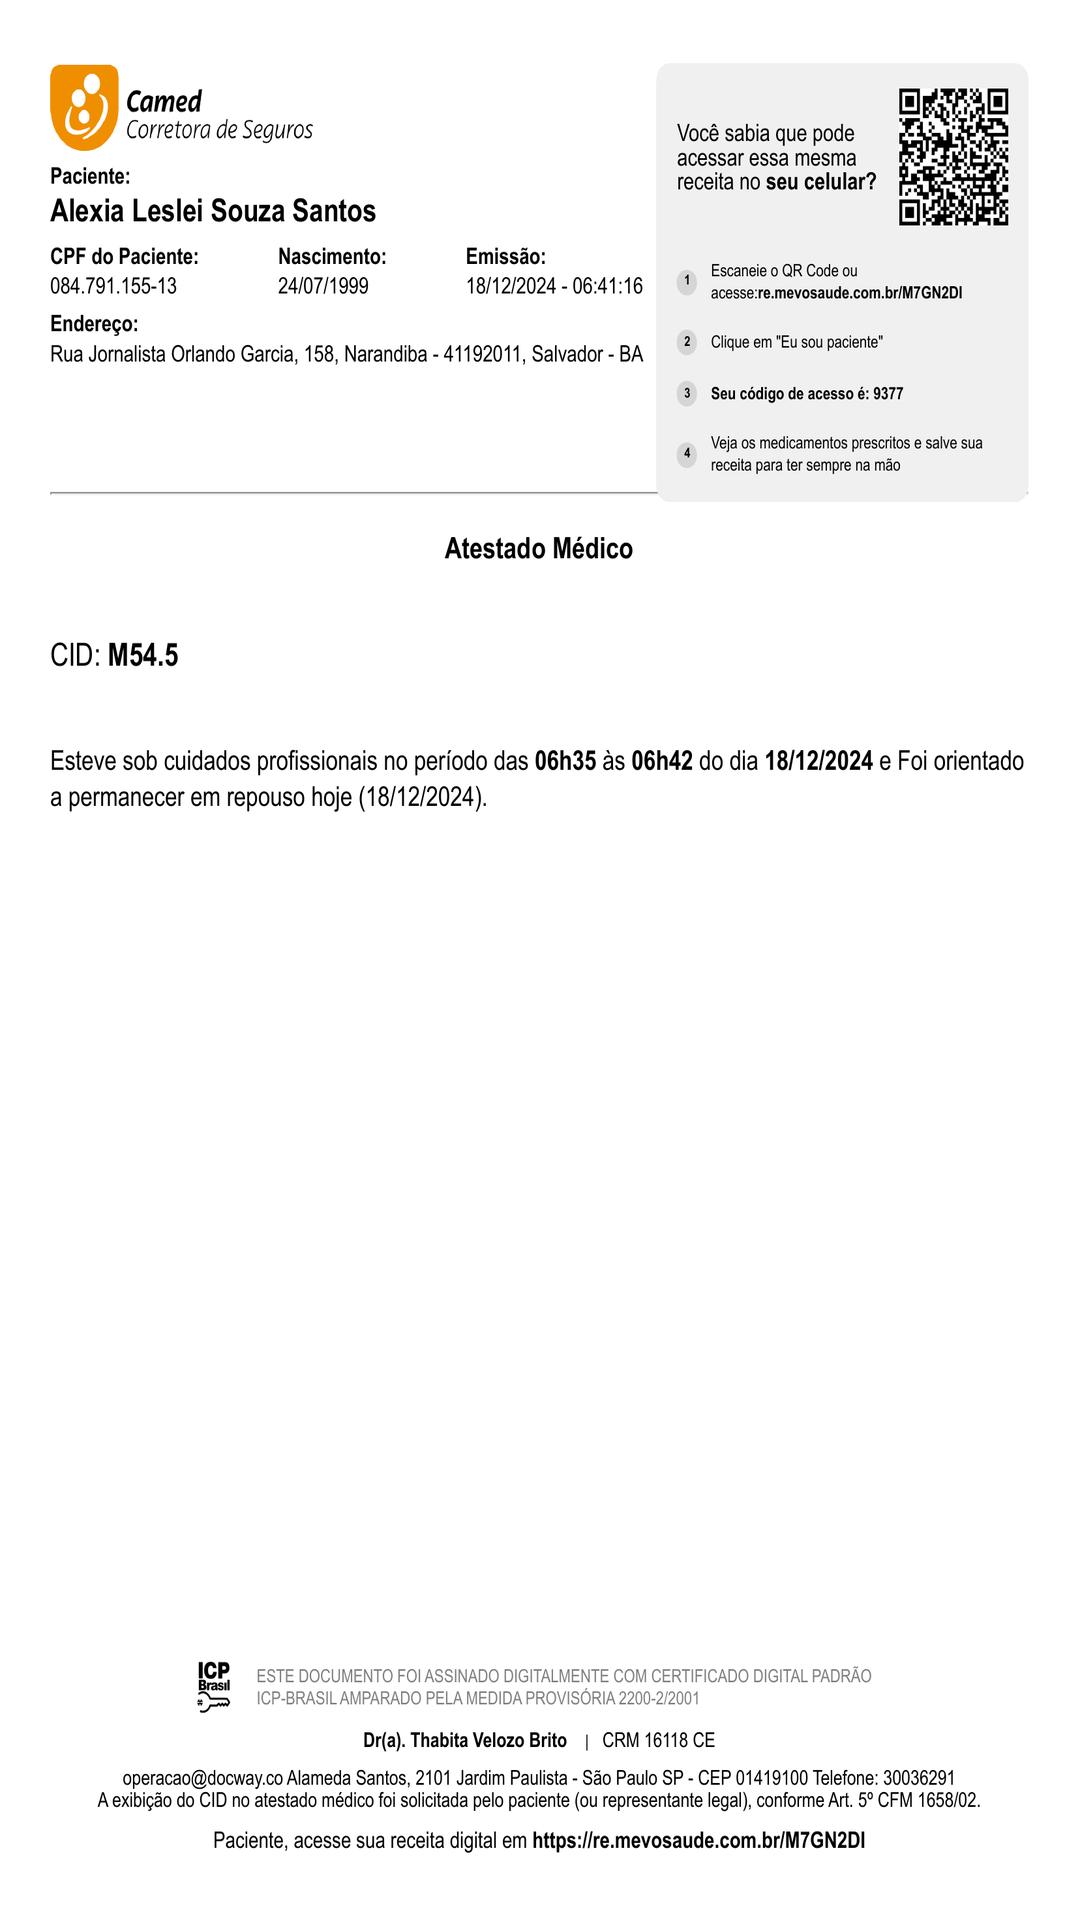 Camed
Corretora de Seguros
Paciente:
Alexia Leslei Souza Santos
CPF do Paciente: Nascimento: Emissão:
084.791.155-13 24/07/1999 18/12/2024 - 06:41:16
Endereço:
Rua Jornalista Orlando Garcia, 158, Narandiba - 41192011, Salvador - BA
Você sabia que pode
acessar essa mesma
receita no seu celular?
1 Escaneie o QR Code ou
acesse:re.mevosaude.com.br/M7GN2DI
2 Clique em "Eu sou paciente"
3 Seu código de acesso é: 9377
4 Veja os medicamentos prescritos e salve sua
receita para ter sempre na mão
Atestado Médico
CID: M54.5
Esteve sob cuidados profissionais no período das 06h35 às 06h42 do dia 18/12/2024 e Foi orientado
a permanecer em repouso hoje (18/12/2024).
ICP
Brasil
ESTE DOCUMENTO FOI ASSINADO DIGITALMENTE COM CERTIFICADO DIGITAL PADRÃO
ICP-BRASIL AMPARADO PELA MEDIDA PROVISÓRIA 2200-2/2001
Dr(a). Thabita Velozo Brito | CRM 16118 CE
operacao@docway.co Alameda Santos, 2101 Jardim Paulista - São Paulo SP - CEP 01419100 Telefone: 30036291
A exibição do CID no atestado médico foi solicitada pelo paciente (ou representante legal), conforme Art. 5º CFM 1658/02.
Paciente, acesse sua receita digital em https://re.mevosaude.com.br/M7GN2DI